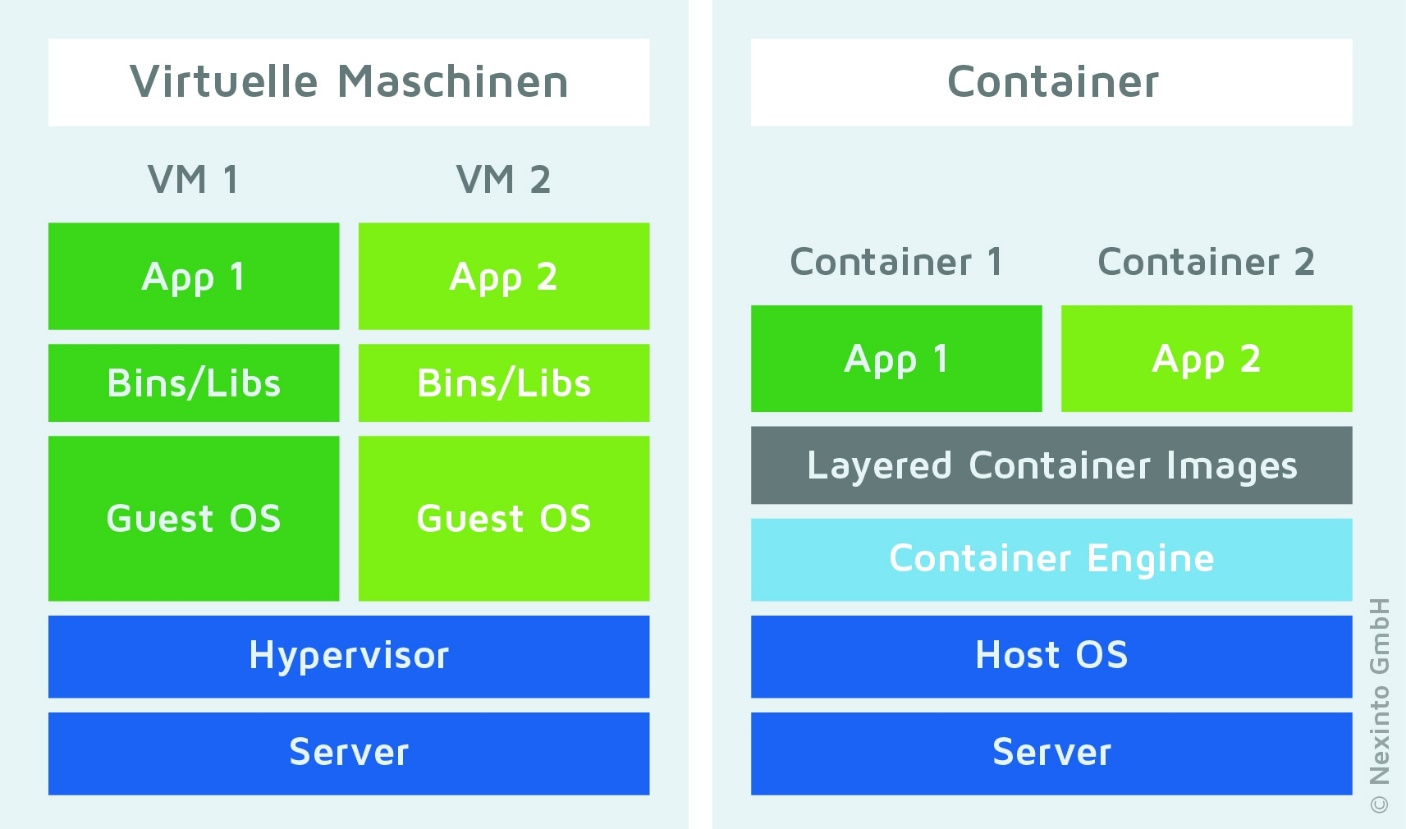 Virtuelle Maschinen
VM 1
VM 2
App 1
App 2
Bins/Libs
Bins/Libs
Guest OS
Guest OS
Hypervisor
Server
Container
Container 1
Container 2
App 1
App 2
Layered Container Images
Container Engine
Host OS
Server
© Nexinto GmbH